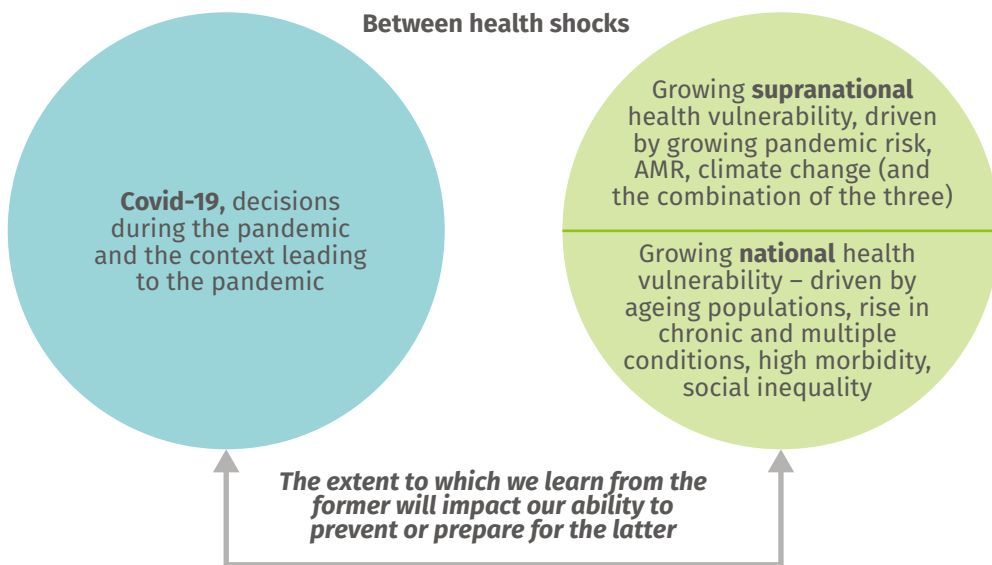 Between health shocks
Covid-19, decisions
during the pandemic
and the context leading
to the pandemic
Growing supranational
health vulnerability, driven
by growing pandemic risk,
AMR, climate change (and
the combination of the three)
Growing national health
vulnerability – driven by
ageing populations, rise in
chronic and multiple
conditions, high morbidity,
social inequality
The extent to which we learn from the
former will impact our ability to
prevent or prepare for the latter